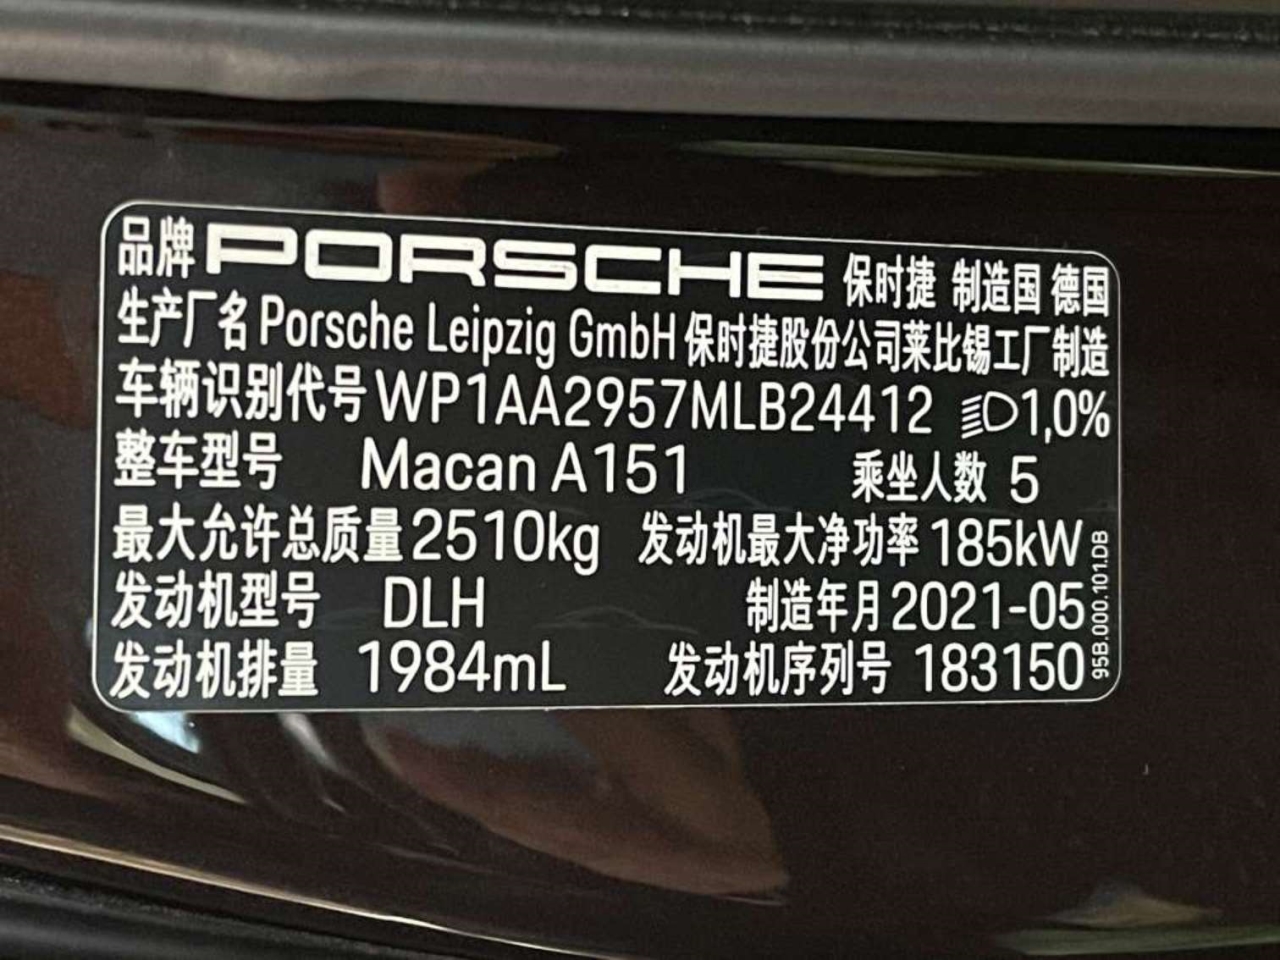 品牌 PORSCHE 保时捷 制造国 德国
生产厂名 Porsche Leipzig GmbH 保时捷股份公司莱比锡工厂制造
车辆识别代号 WP1AA2957MLB24412 1,0%
整车型号 Macan A151 乘坐人数 5
最大允许总质量 2510kg 发动机最大净功率 185kW
发动机型号 DLH 制造年月 2021-05
发动机排量 1984mL 发动机序列号 183150
95B.000.101.DB